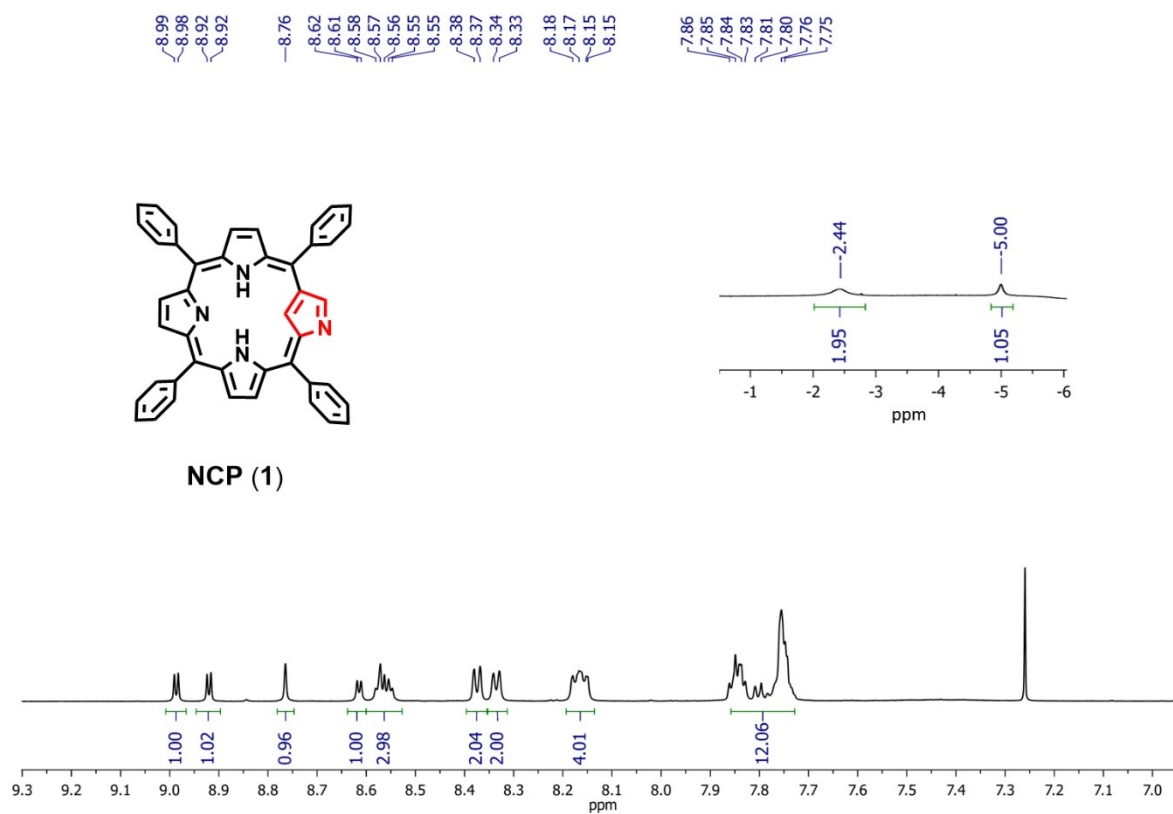 8.99 8.98 8.92 8.92 8.76 8.62 8.61 8.58 8.57 8.56 8.55 8.55 8.38 8.37 8.34 8.33 8.18 8.17 8.15 8.15 7.86 7.85 7.84 7.83 7.81 7.80 7.76 7.75
N
H
N
H
N
N
NCP (1)
-2.44 -5.00
1.95 1.05
-1 -2 -3 -4 -5 -6
ppm
1.00 1.02 0.96 1.00 2.98 2.04 2.00 4.01 12.06
9.3 9.2 9.1 9.0 8.9 8.8 8.7 8.6 8.5 8.4 8.3 8.2 8.1 8.0 7.9 7.8 7.7 7.6 7.5 7.4 7.3 7.2 7.1 7.0
ppm